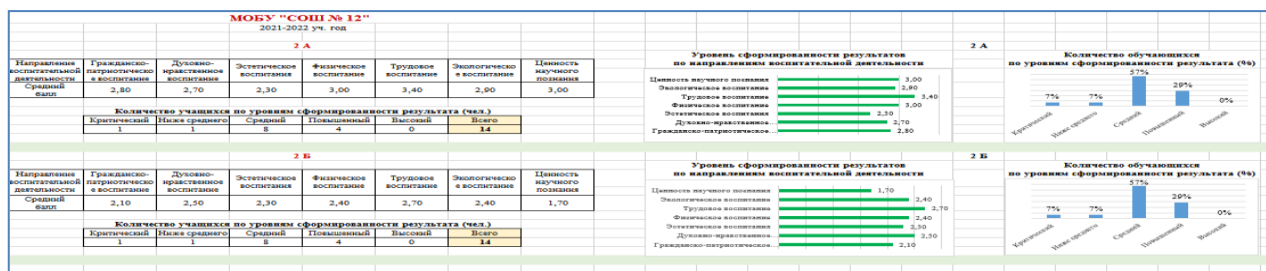 МОБУ "СОШ № 12"
2021-2022 уч. год
2 А
Направление воспитательной деятельности
Гражданско-патриотическое воспитание
Духовно-нравственное воспитание
Эстетическое воспитания
Физическое воспитание
Трудовое воспитание
Экологическое воспитание
Ценность научного познания
Средний балл 2,80 2,70 2,30 3,00 3,40 2,90 3,00
Количество учащихся по уровням сформированности результата (чел.)
Критический Ниже среднего Средний Повышенный Высокий Всего
1 1 8 4 0 14
2 А
Уровень сформированности результатов
по направлениям воспитательной деятельности
Ценность научного познания 3,00
Экологическое воспитание 2,90
Трудовое воспитание 3,40
Физическое воспитание 3,00
Эстетическое воспитания 2,30
Духовно-нравственное... 2,70
Гражданско-патриотическое... 2,80
Количество обучающихся
по уровням сформированности результата (%)
7% 7% 57% 29% 0%
Критический Ниже среднего Средний Повышенный Высокий
2 Б
Направление воспитательной деятельности
Гражданско-патриотическое воспитание
Духовно-нравственное воспитание
Эстетическое воспитания
Физическое воспитание
Трудовое воспитание
Экологическое воспитание
Ценность научного познания
Средний балл 2,10 2,50 2,30 2,40 2,70 2,40 1,70
Количество учащихся по уровням сформированности результата (чел.)
Критический Ниже среднего Средний Повышенный Высокий Всего
1 1 8 4 0 14
2 Б
Уровень сформированности результатов
по направлениям воспитательной деятельности
Ценность научного познания 1,70
Экологическое воспитание 2,40
Трудовое воспитание 2,70
Физическое воспитание 2,40
Эстетическое воспитания 2,30
Духовно-нравственное... 2,50
Гражданско-патриотическое... 2,10
Количество обучающихся
по уровням сформированности результата (%)
7% 7% 57% 29% 0%
Критический Ниже среднего Средний Повышенный Высокий